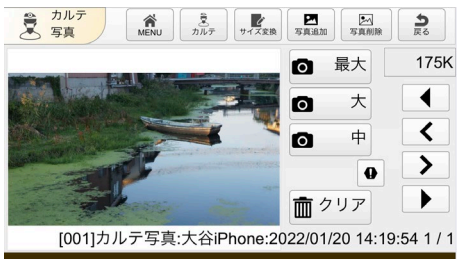 カルテ
写真
MENU
カルテ
サイズ変換
写真追加
写真削除
戻る
最大
175K
大
中
クリア
[001]カルテ写真:大谷iPhone:2022/01/20 14:19:54 1 / 1